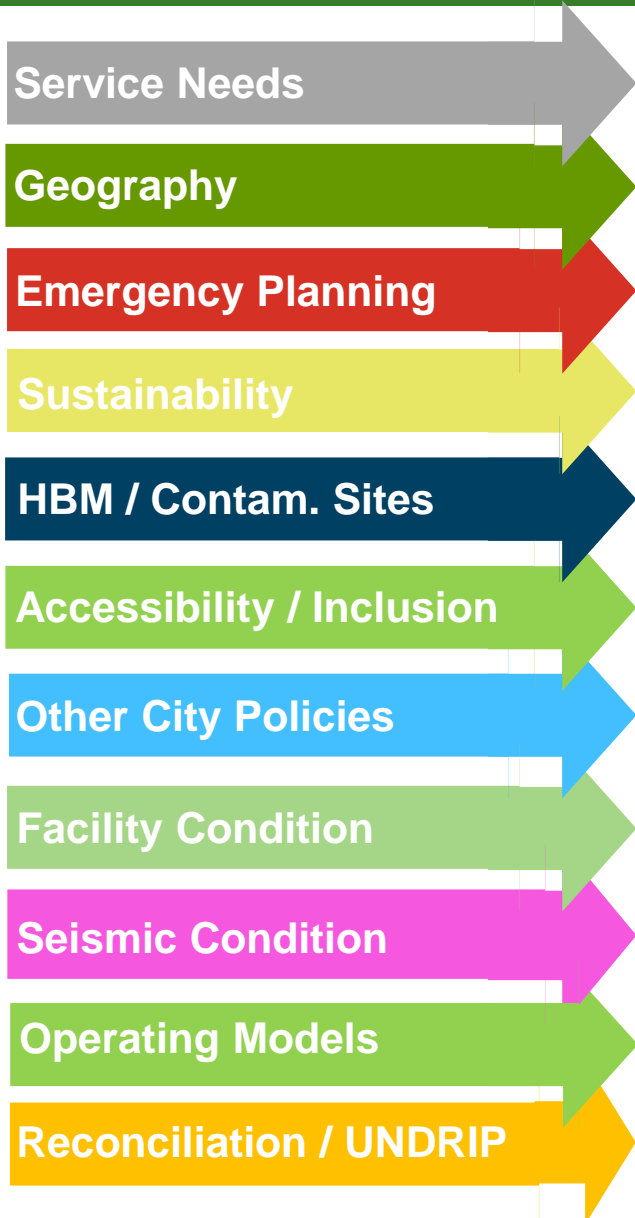 Service Needs
Geography
Emergency Planning
Sustainability
HBM / Contam. Sites
Accessibility / Inclusion
Other City Policies
Facility Condition
Seismic Condition
Operating Models
Reconciliation / UNDRIP